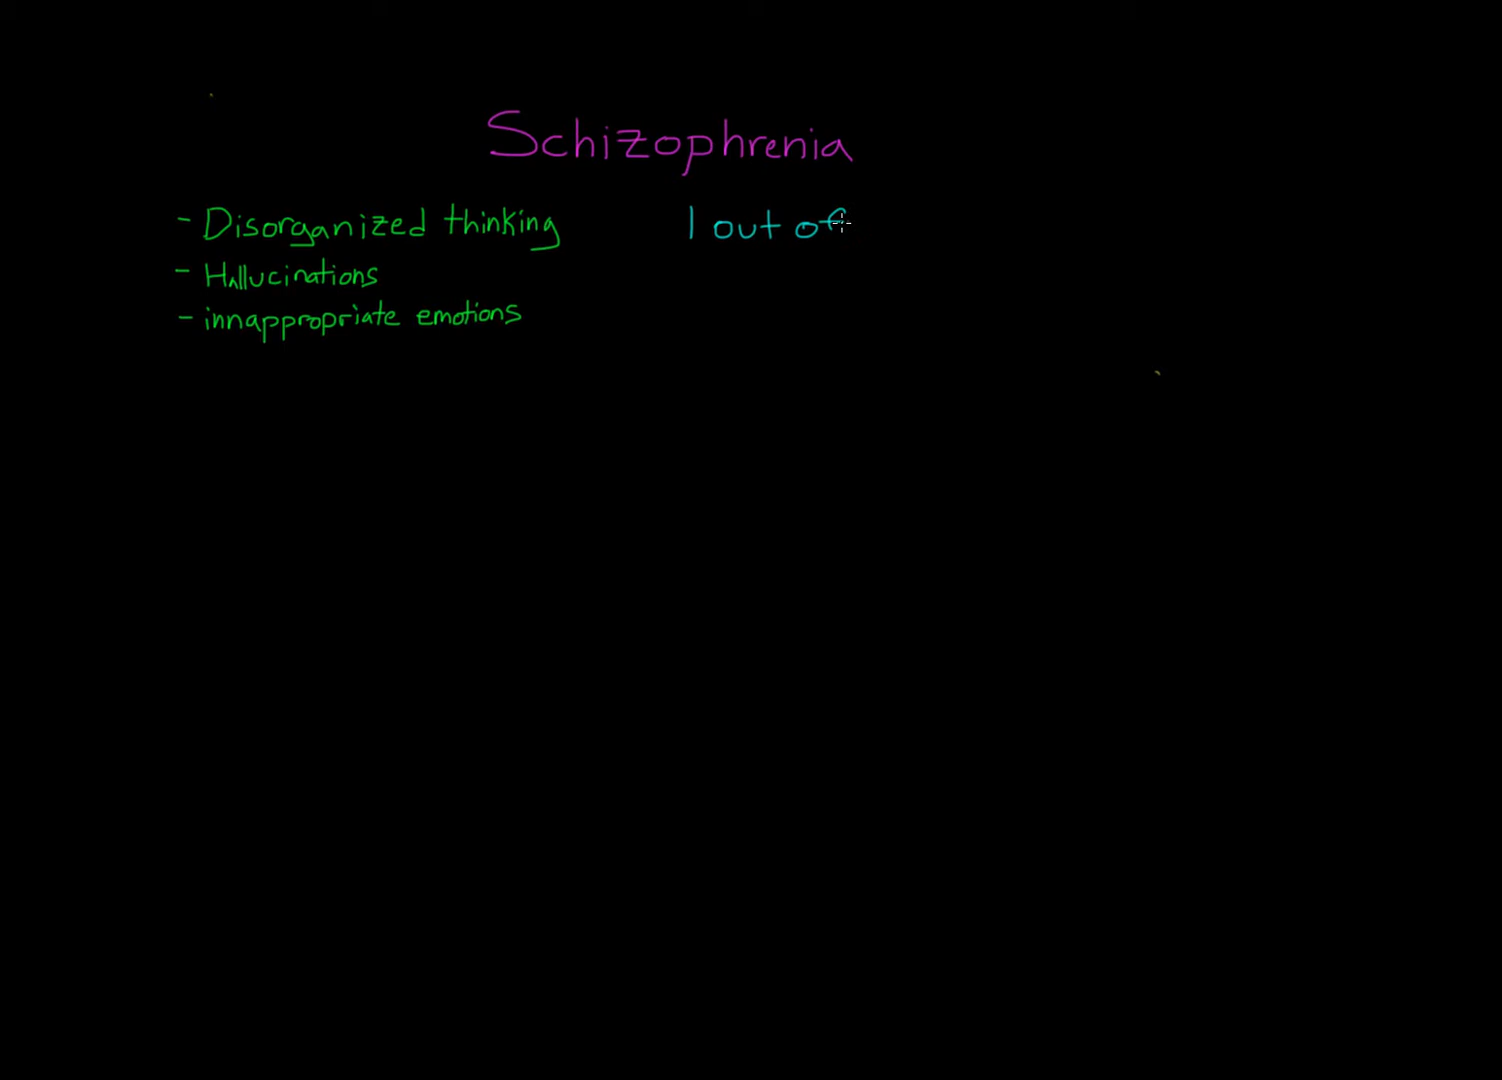 Schizophrenia
- Disorganized thinking
1 out of
- Hallucinations
- innappropriate emotions